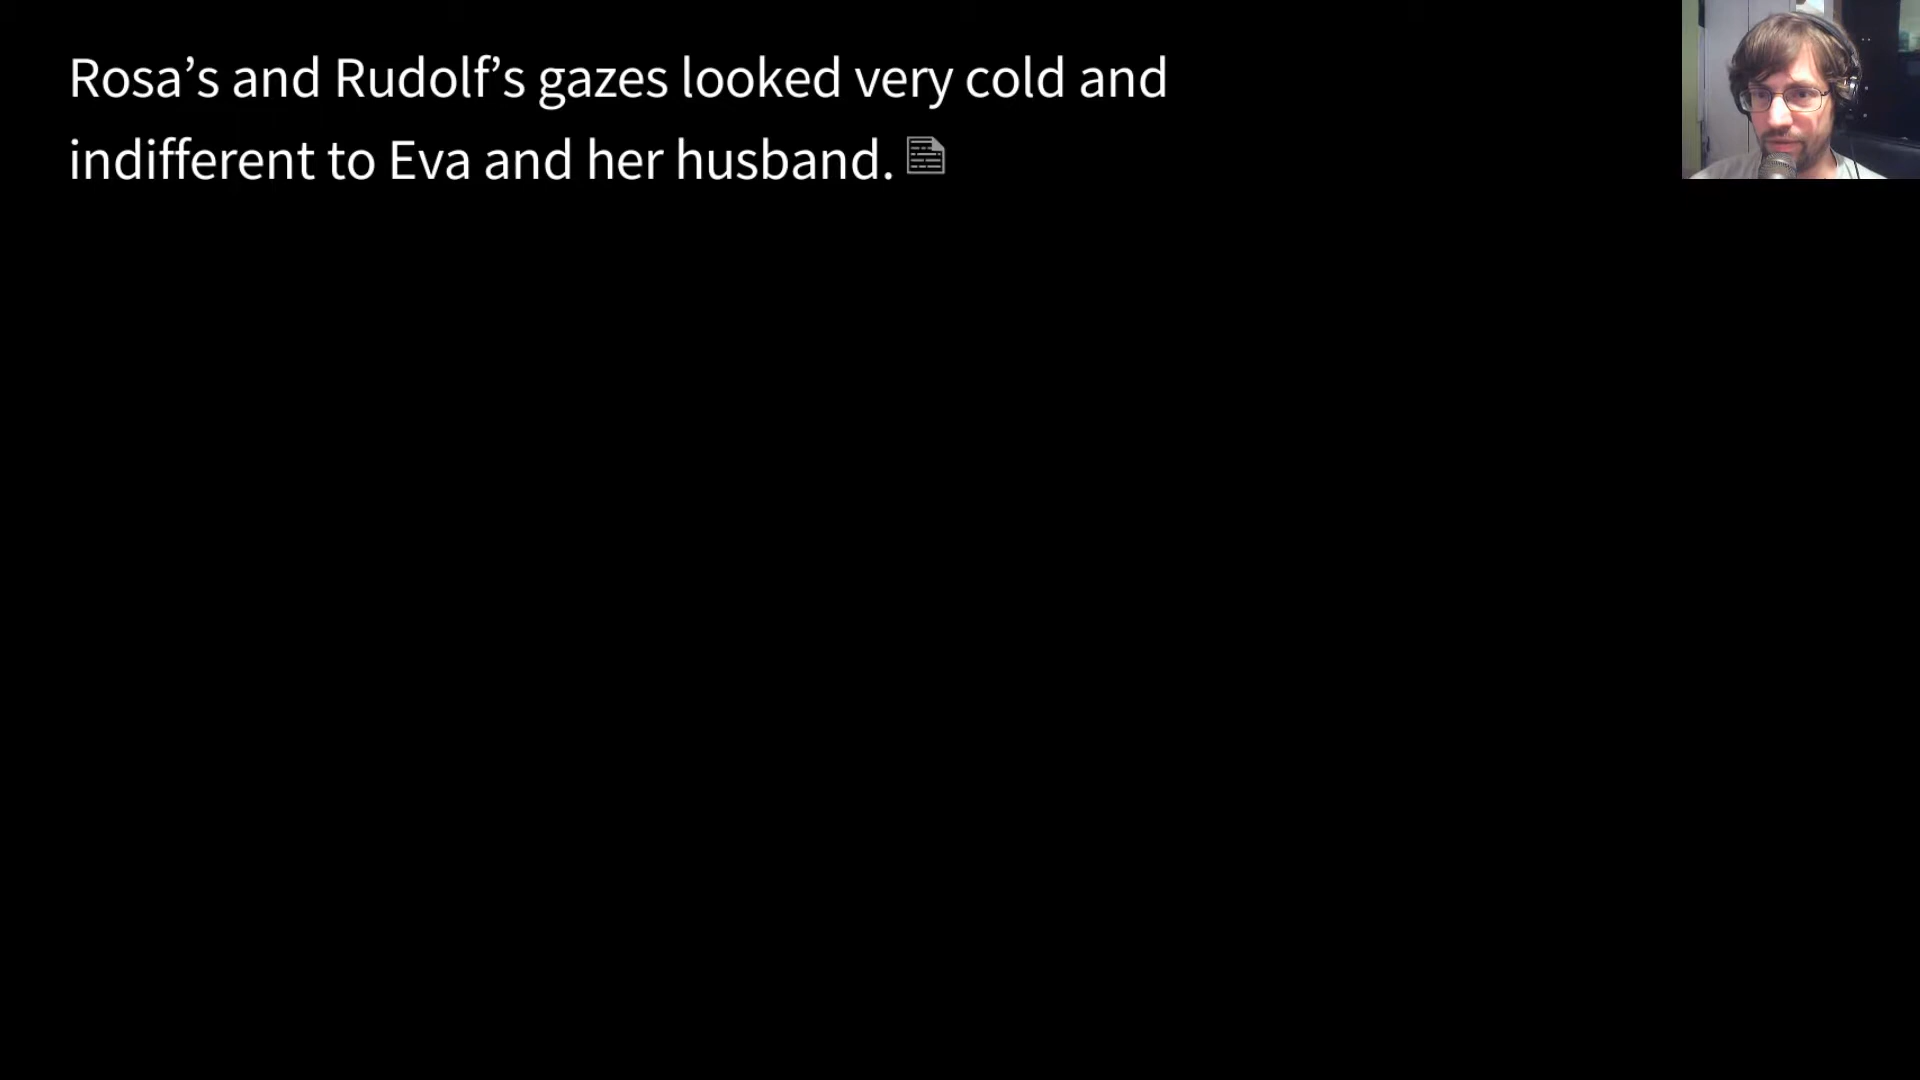 Rosa’s and Rudolf’s gazes looked very cold and
indifferent to Eva and her husband.